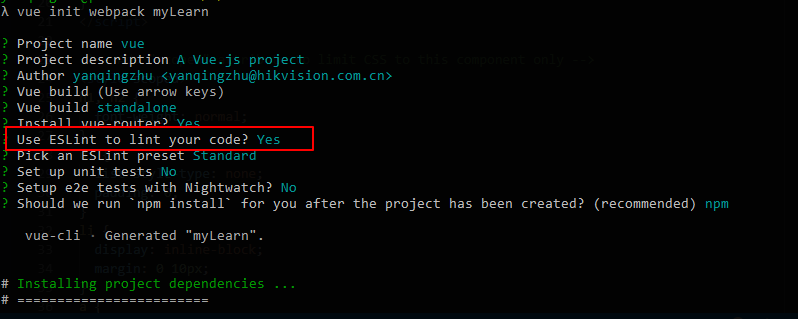 λ vue init webpack myLearn
? Project name vue
? Project description A Vue.js project
? Author yanqingzhu <yanqingzhu@hikvision.com.cn>
? Vue build (Use arrow keys)
? Vue build standalone
? Install vue-router? Yes
? Use ESLint to lint your code? Yes
? Pick an ESLint preset Standard
? Set up unit tests No
? Setup e2e tests with Nightwatch? No
? Should we run `npm install` for you after the project has been created? (recommended) npm
vue-cli · Generated "myLearn".
# Installing project dependencies ...
# ========================